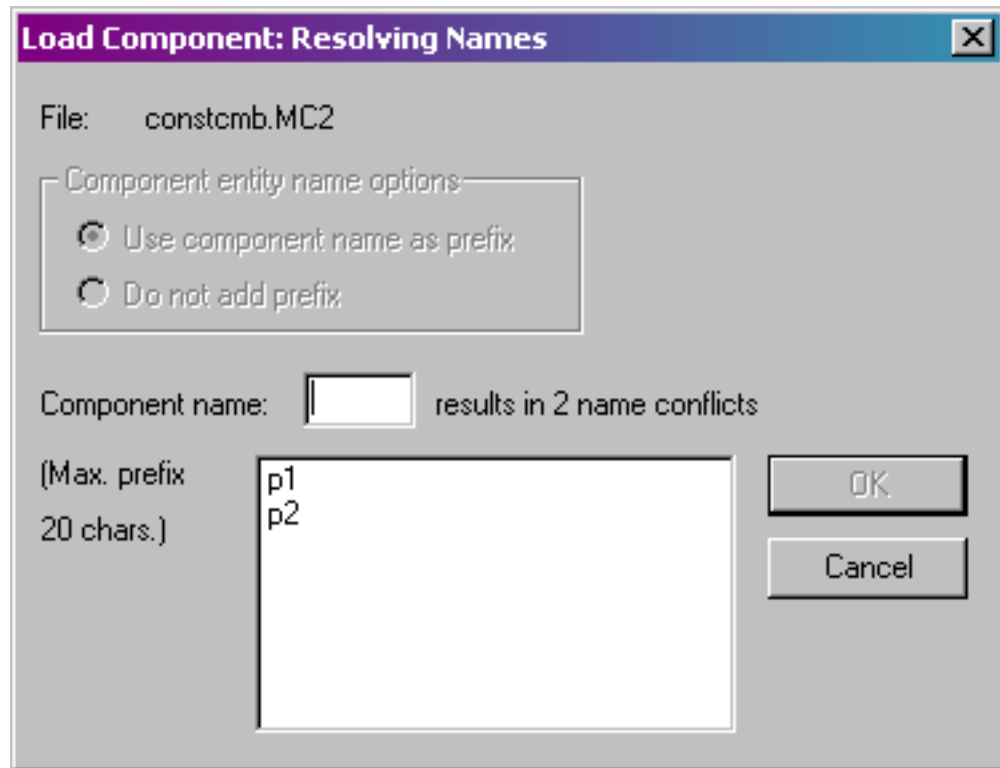 Load Component: Resolving Names
File: constcmb.MC2
Component entity name options
Use component name as prefix
Do not add prefix
Component name: results in 2 name conflicts
(Max. prefix
20 chars.)
p1
p2
OK
Cancel